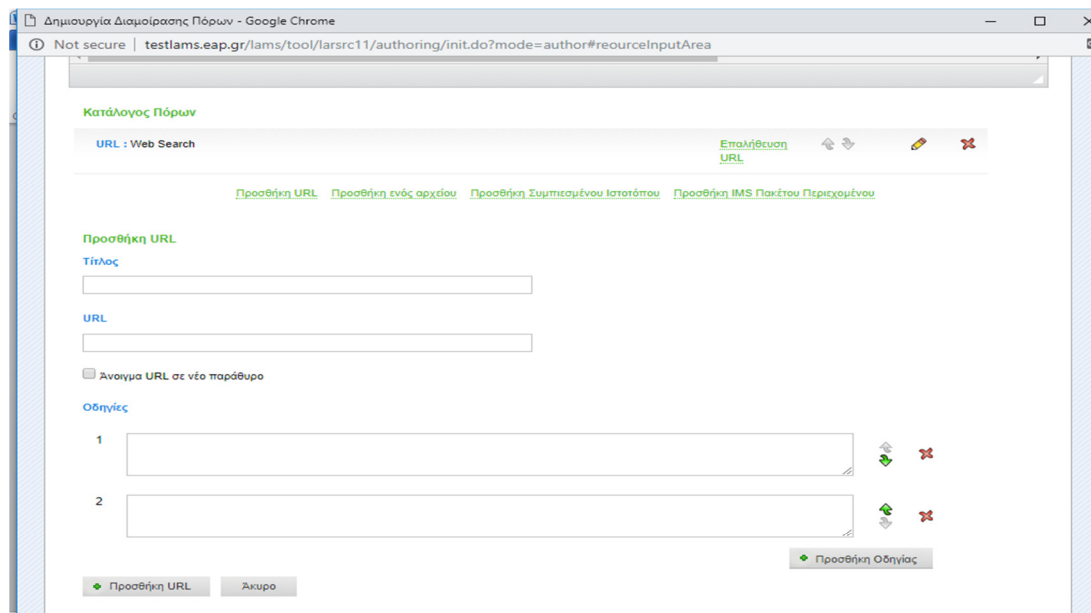 Δημιουργία Διαμοίρασης Πόρων - Google Chrome
Not secure | testlams.eap.gr/lams/tool/larsrc11/authoring/init.do?mode=author#reourceInputArea
Κατάλογος Πόρων
URL : Web Search Επαλήθευση
URL
Προσθήκη URL Προσθήκη ενός αρχείου Προσθήκη Συμπιεσμένου Ιστοτόπου Προσθήκη IMS Πακέτου Περιεχομένου
Προσθήκη URL
Τίτλος
URL
Άνοιγμα URL σε νέο παράθυρο
Οδηγίες
1
2
Προσθήκη Οδηγίας
Προσθήκη URL Άκυρο